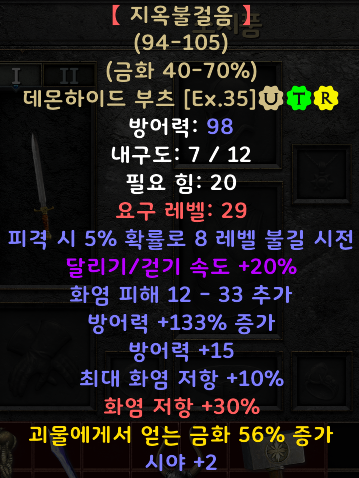 【 지옥불걸음 】
(94-105)
(금화 40-70%)
데몬하이드 부츠 [Ex.35] U T R
방어력: 98
내구도: 7 / 12
필요 힘: 20
요구 레벨: 29
피격 시 5% 확률로 8 레벨 불길 시전
달리기/걷기 속도 +20%
화염 피해 12 - 33 추가
방어력 +133% 증가
방어력 +15
최대 화염 저항 +10%
화염 저항 +30%
괴물에게서 얻는 금화 56% 증가
시야 +2
I II